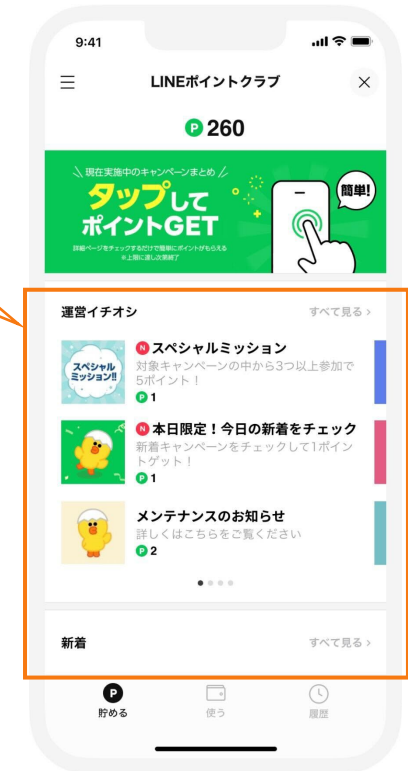 9:41
LINEポイントクラブ
P 260
\ 現在実施中のキャンペーンまとめ /
タップして
ポイントGET
簡単!
詳細ページをチェックするだけで簡単にポイントがもらえる
※上限に達し次第終了
運営イチオシ
すべて見る >
スペシャル
ミッション!!
N スペシャルミッション
対象キャンペーンの中から3つ以上参加で
5ポイント!
P 1
N 本日限定!今日の新着をチェック
新着キャンペーンをチェックして1ポイン
トゲット!
P 1
メンテナンスのお知らせ
詳しくはこちらをご覧ください
P 2
新着
すべて見る >
P
貯める
使う
履歴